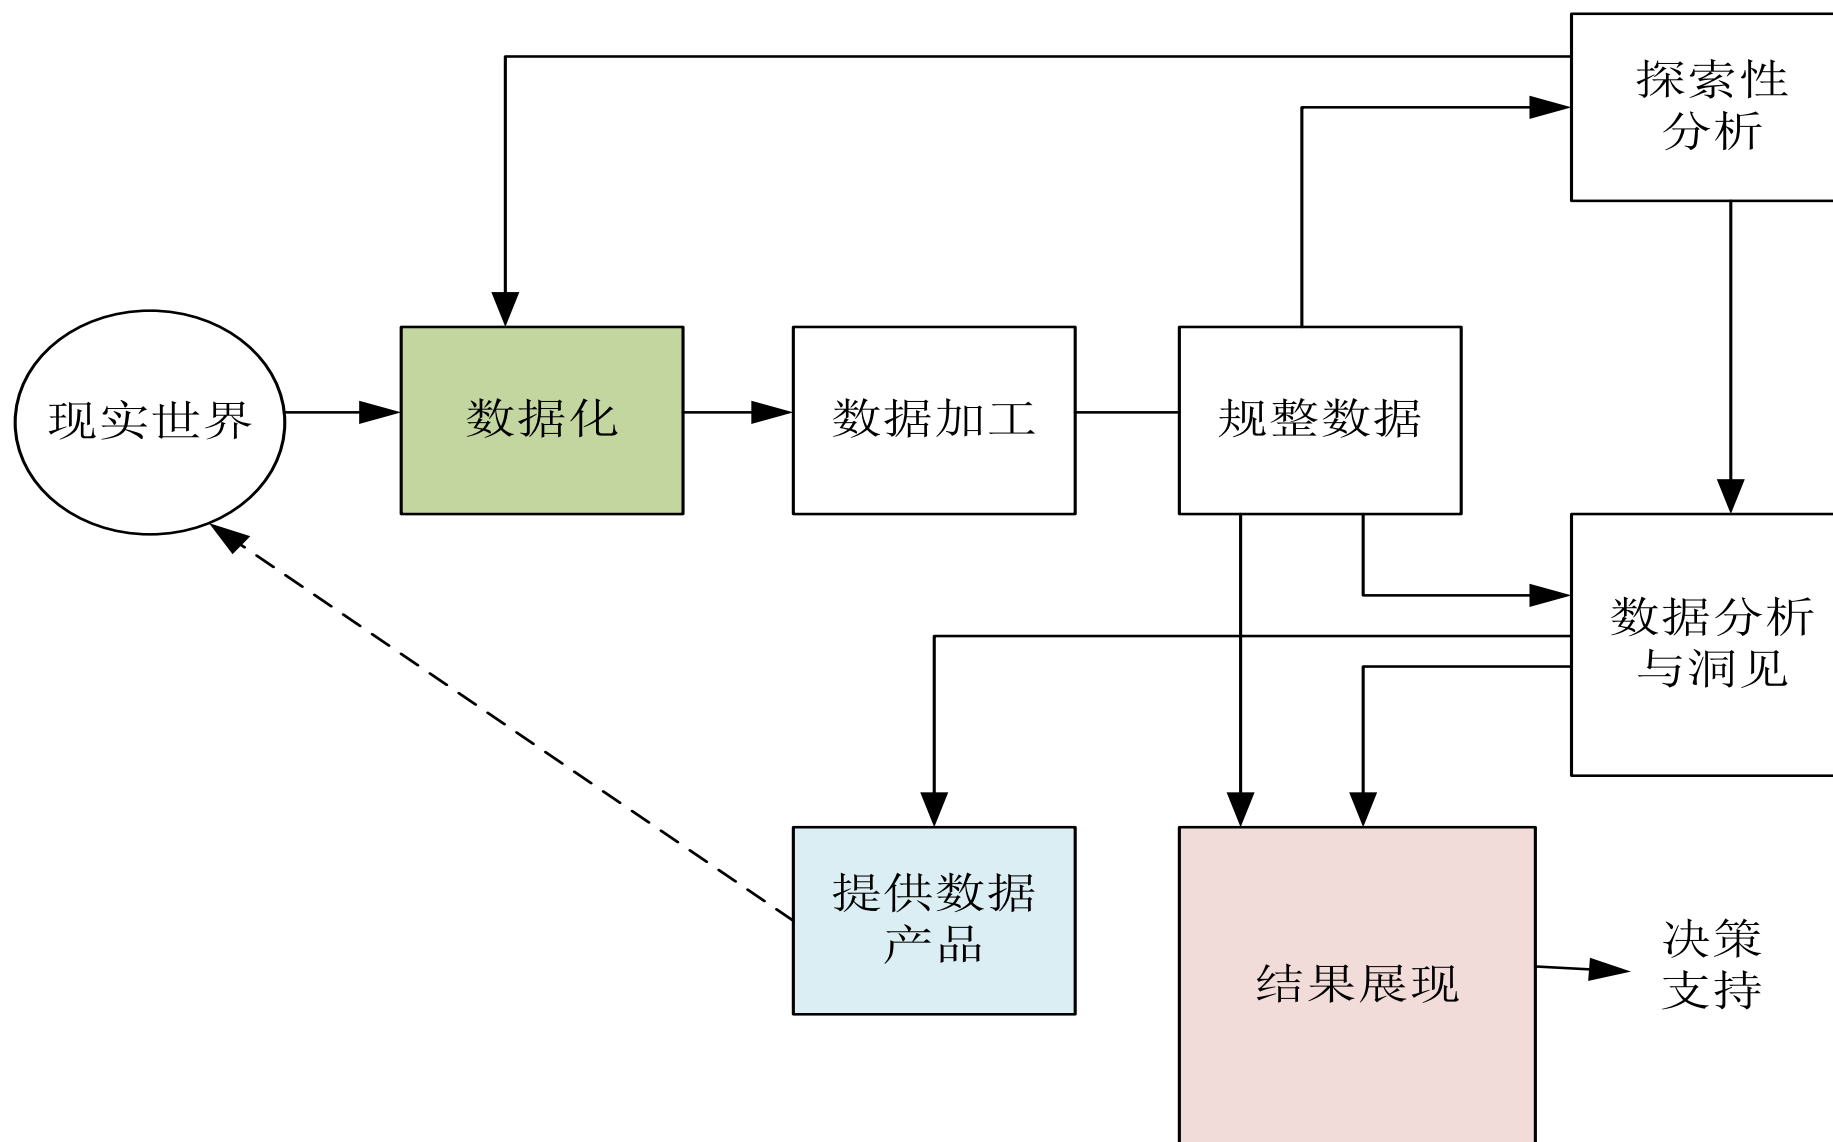 探索性
分析
现实世界
数据化
数据加工
规整数据
数据分析
与洞见
提供数据
产品
结果展现
决策
支持